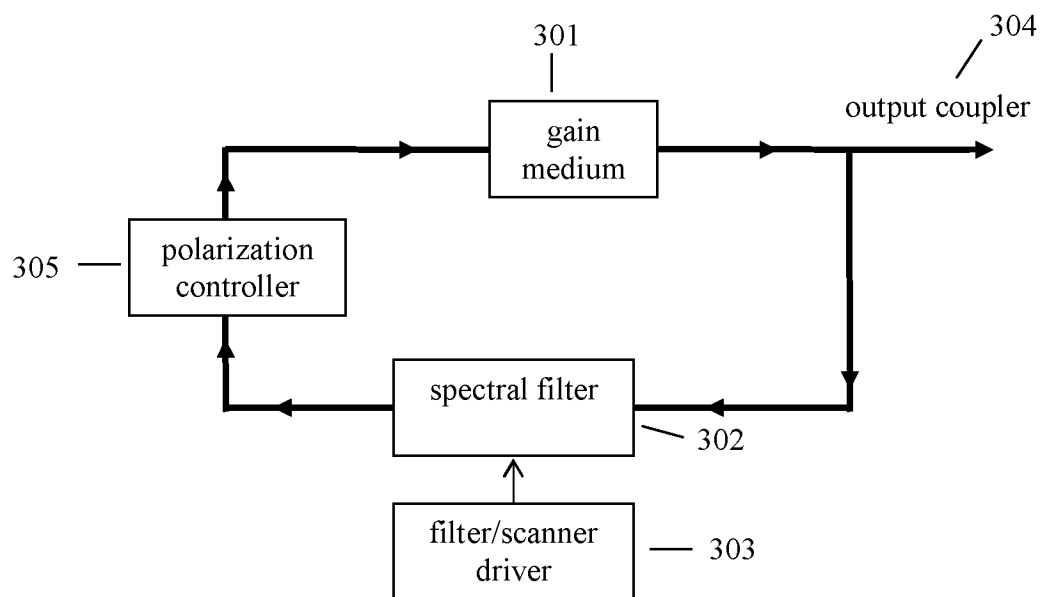 304
301
output coupler
gain
medium
305
polarization
controller
spectral filter
302
filter/scanner
driver
303